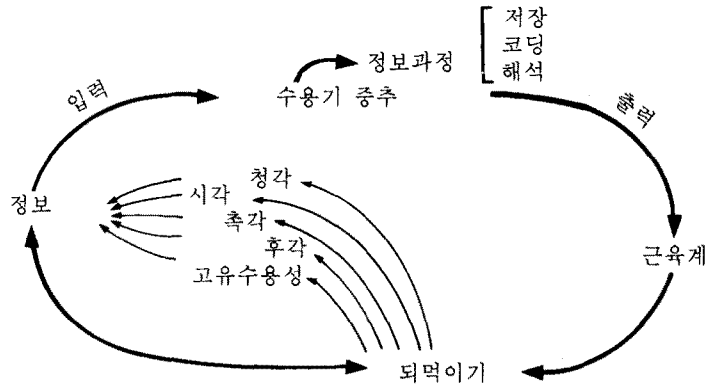 저장
코딩
해석
정보과정
수용기 중추
입력
출력
정보
청각
시각
촉각
후각
고유수용성
근육계
되먹이기